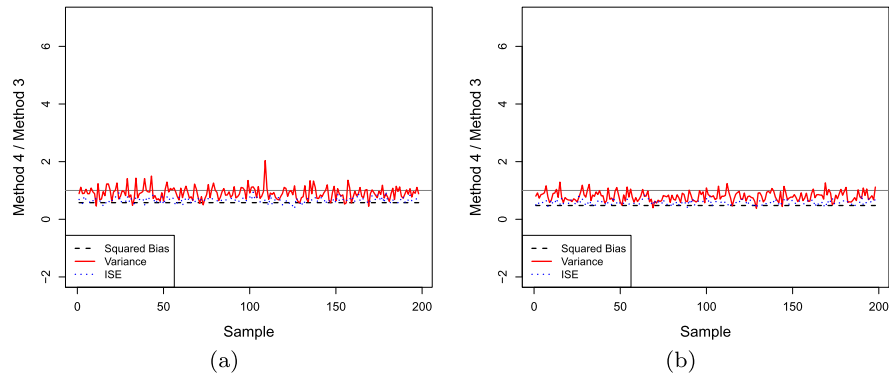 Method 4 / Method 3
6
4
2
0
−2
Squared Bias
Variance
ISE
0 50 100 150 200
Sample
(a)
Method 4 / Method 3
6
4
2
0
−2
Squared Bias
Variance
ISE
0 50 100 150 200
Sample
(b)